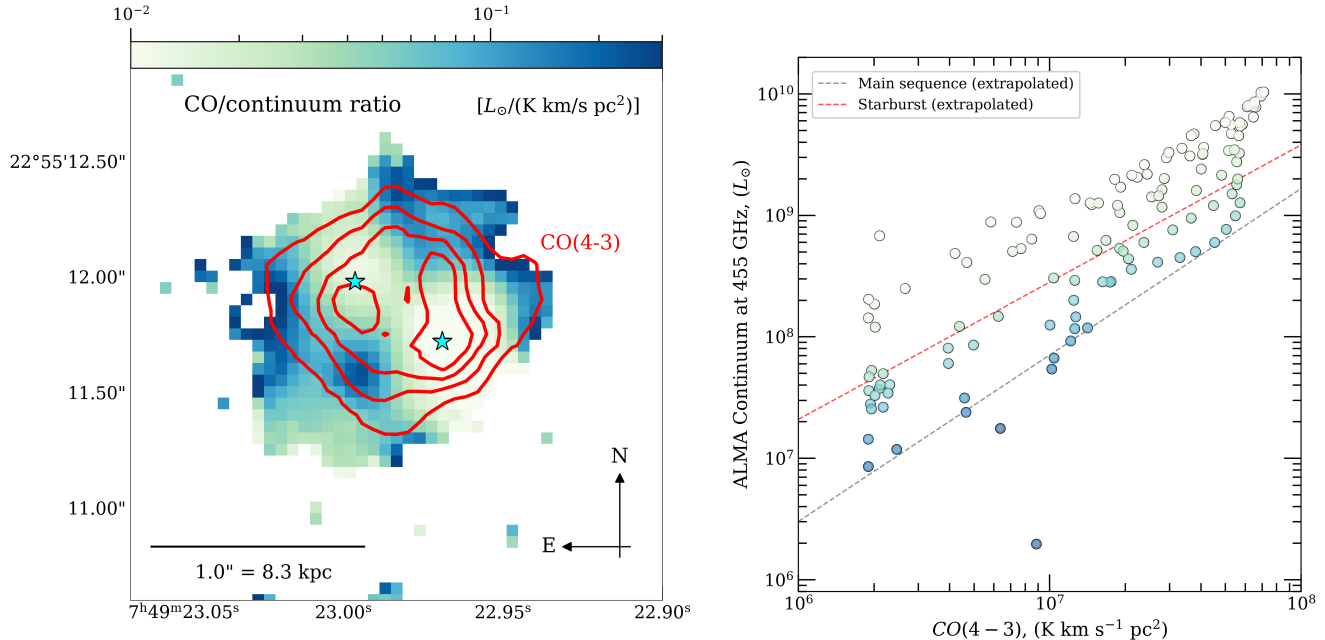 10⁻² 10⁻¹
CO/continuum ratio [L⊙/(K km/s pc²)]
22°55'12.50"
12.00"
11.50"
11.00"
CO(4-3)
N
E
1.0" = 8.3 kpc
7ʰ49ᵐ23.05ˢ 23.00ˢ 22.95ˢ 22.90ˢ
Main sequence (extrapolated)
Starburst (extrapolated)
ALMA Continuum at 455 GHz, (L⊙)
10¹⁰
10⁹
10⁸
10⁷
10⁶
10⁶ 10⁷ 10⁸
CO(4 − 3), (K km s⁻¹ pc²)